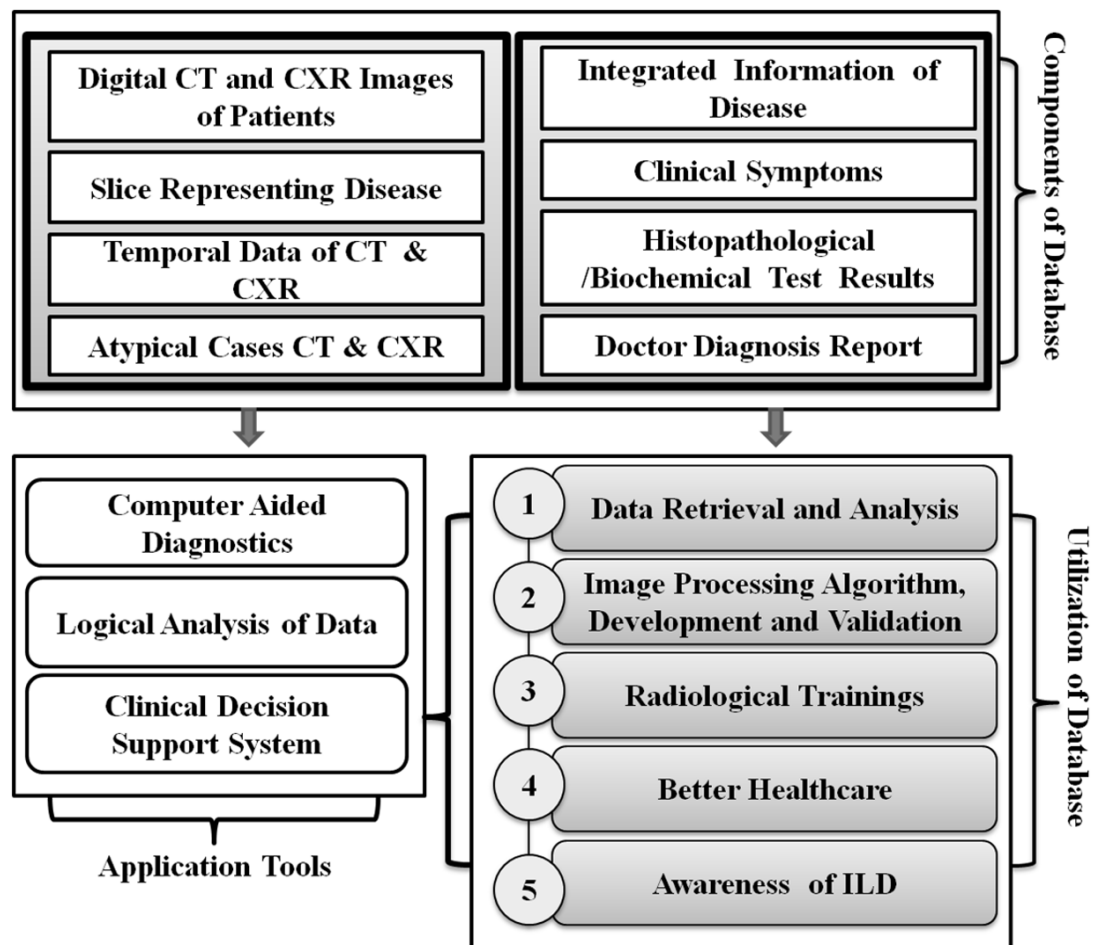 Digital CT and CXR Images
of Patients
Slice Representing Disease
Temporal Data of CT &
CXR
Atypical Cases CT & CXR
Integrated Information of
Disease
Clinical Symptoms
Histopathological
/Biochemical Test Results
Doctor Diagnosis Report
Components of Database
Computer Aided
Diagnostics
Logical Analysis of Data
Clinical Decision
Support System
Application Tools
1
Data Retrieval and Analysis
2
Image Processing Algorithm,
Development and Validation
3
Radiological Trainings
4
Better Healthcare
5
Awareness of ILD
Utilization of Database